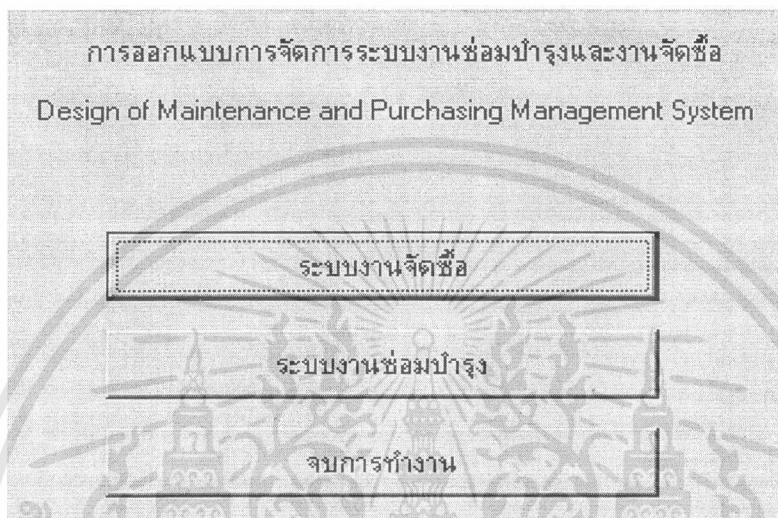 การออกแบบการจัดการระบบงานซ่อมบำรุงและงานจัดซื้อ
Design of Maintenance and Purchasing Management System
ระบบงานจัดซื้อ
ระบบงานซ่อมบำรุง
จบการทำงาน